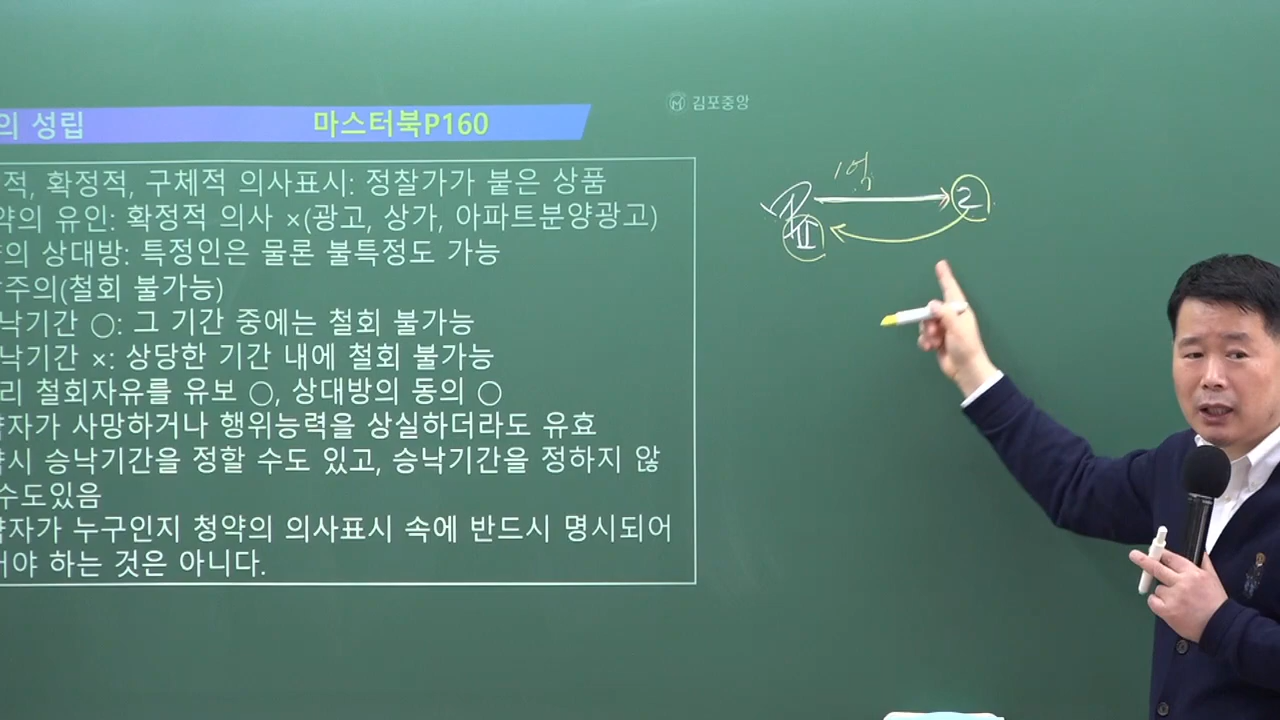 의 성립 마스터북P160
김포중앙
적, 확정적, 구체적 의사표시: 정찰가가 붙은 상품
약의 유인: 확정적 의사 ×(광고, 상가, 아파트분양광고)
의 상대방: 특정인은 물론 불특정도 가능
주의(철회 불가능)
낙기간 ○: 그 기간 중에는 철회 불가능
낙기간 ×: 상당한 기간 내에 철회 불가능
리 철회자유를 유보 ○, 상대방의 동의 ○
약자가 사망하거나 행위능력을 상실하더라도 유효
약시 승낙기간을 정할 수도 있고, 승낙기간을 정하지 않
수도있음
약자가 누구인지 청약의 의사표시 속에 반드시 명시되어
어야 하는 것은 아니다.
1억